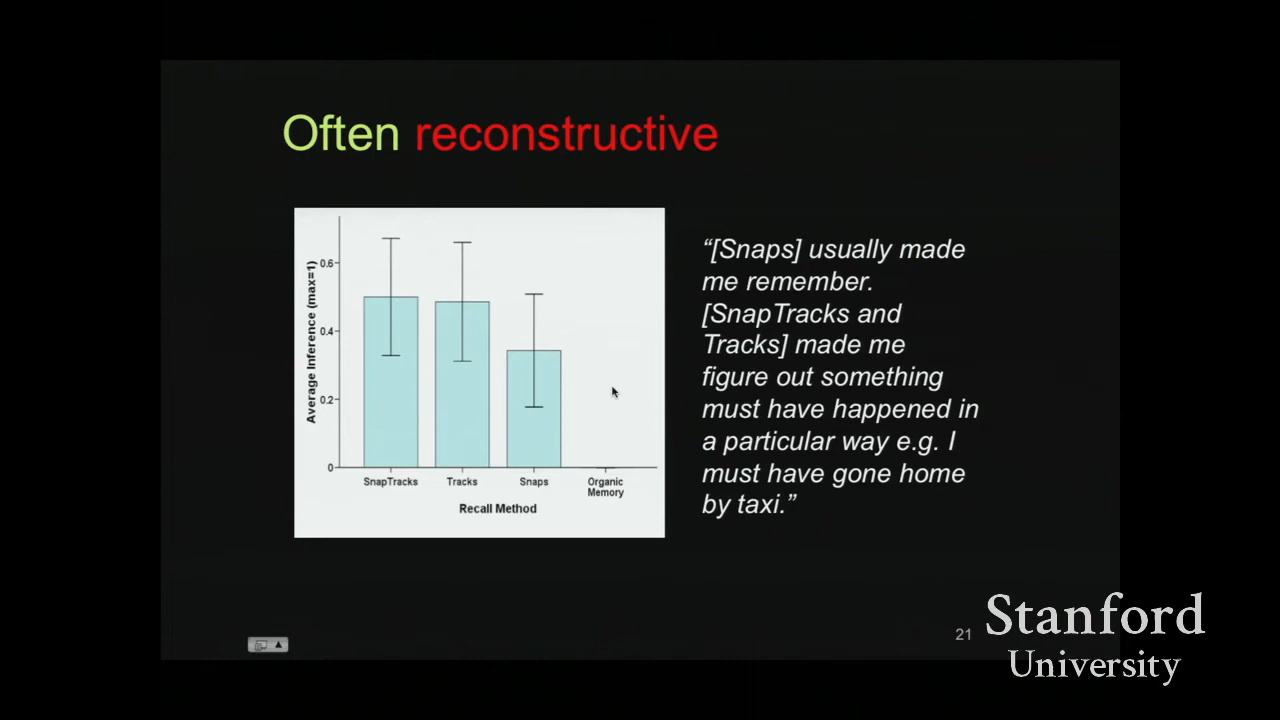 Often reconstructive
Average Inference (max=1)
0.6
0.4
0.2
0
SnapTracks Tracks Snaps Organic Memory
Recall Method
“[Snaps] usually made
me remember.
[SnapTracks and
Tracks] made me
figure out something
must have happened in
a particular way e.g. I
must have gone home
by taxi.”
21
Stanford
University